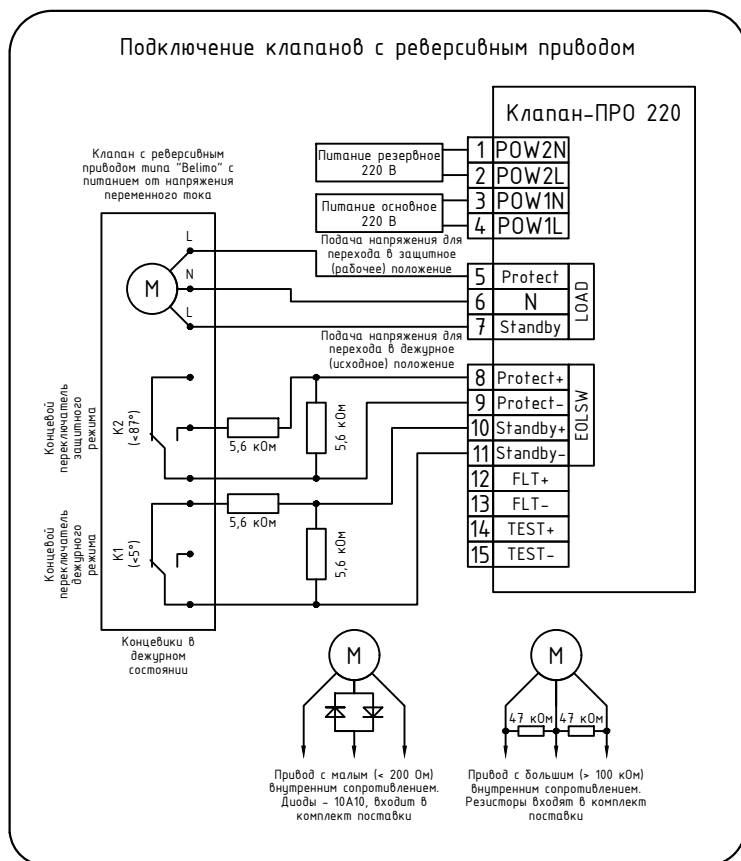 Подключение клапанов с реверсивным приводом
Клапан-ПРО 220
Клапан с реверсивным
приводом типа "Belimo" с
питанием от напряжения
переменного тока
Питание резервное
220 В
Питание основное
220 В
1 POW2N
2 POW2L
3 POW1N
4 POW1L
Подача напряжения для
перехода в защитное
(рабочее) положение
L
N
L
M
5 Protect
6 N
7 Standby
LOAD
Подача напряжения для
перехода в дежурное
(исходное) положение
8 Protect+
9 Protect-
10 Standby+
11 Standby-
EOLSW
12 FLT+
13 FLT-
14 TEST+
15 TEST-
Концевой
переключатель
защитного
режима
K2
(<87°)
5,6 кОм
5,6 кОм
Концевой
переключатель
дежурного
режима
K1
(<5°)
5,6 кОм
5,6 кОм
Концевики в
дежурном
состоянии
M
Привод с малым (< 200 Ом)
внутренним сопротивлением.
Диоды - 10А10, входит в
комплект поставки
M
47 кОм 47 кОм
Привод с большим (> 100 кОм)
внутренним сопротивлением.
Резисторы входят в комплект
поставки